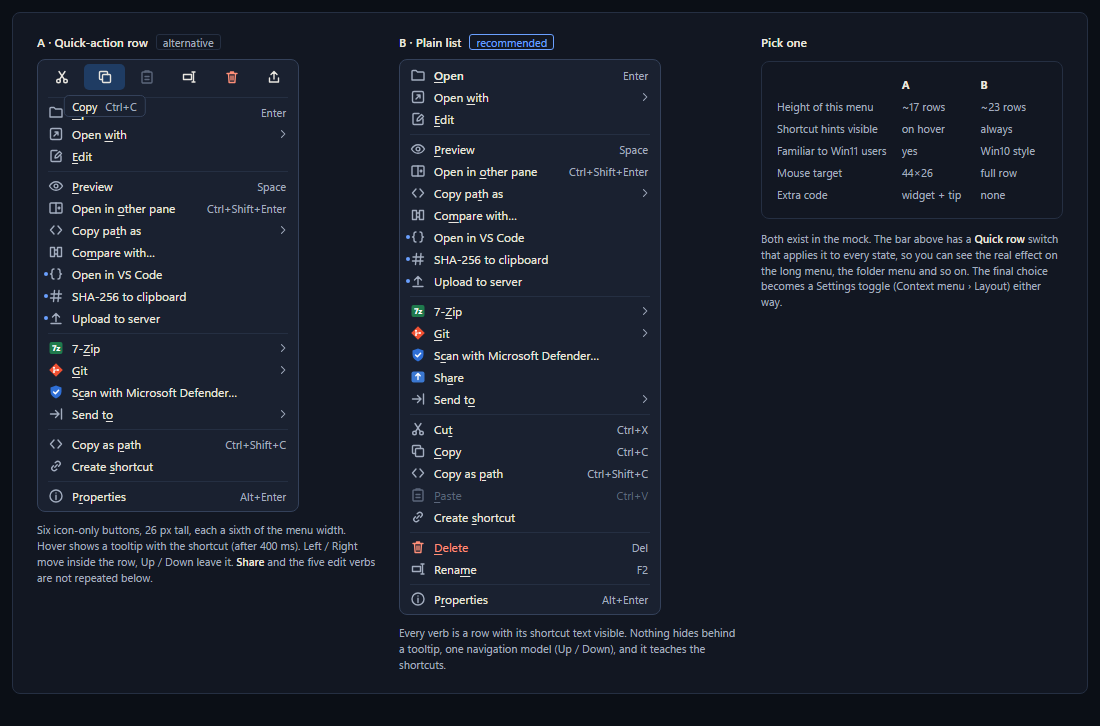 A · Quick-action row alternative
Copy Ctrl+C
Enter
Open with
Edit
Preview Space
Open in other pane Ctrl+Shift+Enter
Copy path as
Compare with...
Open in VS Code
SHA-256 to clipboard
Upload to server
7-Zip
Git
Scan with Microsoft Defender...
Send to
Copy as path Ctrl+Shift+C
Create shortcut
Properties Alt+Enter
Six icon-only buttons, 26 px tall, each a sixth of the menu width.
Hover shows a tooltip with the shortcut (after 400 ms). Left / Right
move inside the row, Up / Down leave it. Share and the five edit verbs
are not repeated below.
B · Plain list recommended
Open Enter
Open with
Edit
Preview Space
Open in other pane Ctrl+Shift+Enter
Copy path as
Compare with...
Open in VS Code
SHA-256 to clipboard
Upload to server
7z 7-Zip
Git
Scan with Microsoft Defender...
Share
Send to
Cut Ctrl+X
Copy Ctrl+C
Copy as path Ctrl+Shift+C
Paste Ctrl+V
Create shortcut
Delete Del
Rename F2
Properties Alt+Enter
Every verb is a row with its shortcut text visible. Nothing hides behind
a tooltip, one navigation model (Up / Down), and it teaches the
shortcuts.
Pick one
A B
Height of this menu ~17 rows ~23 rows
Shortcut hints visible on hover always
Familiar to Win11 users yes Win10 style
Mouse target 44×26 full row
Extra code widget + tip none
Both exist in the mock. The bar above has a Quick row switch
that applies it to every state, so you can see the real effect on
the long menu, the folder menu and so on. The final choice
becomes a Settings toggle (Context menu › Layout) either
way.